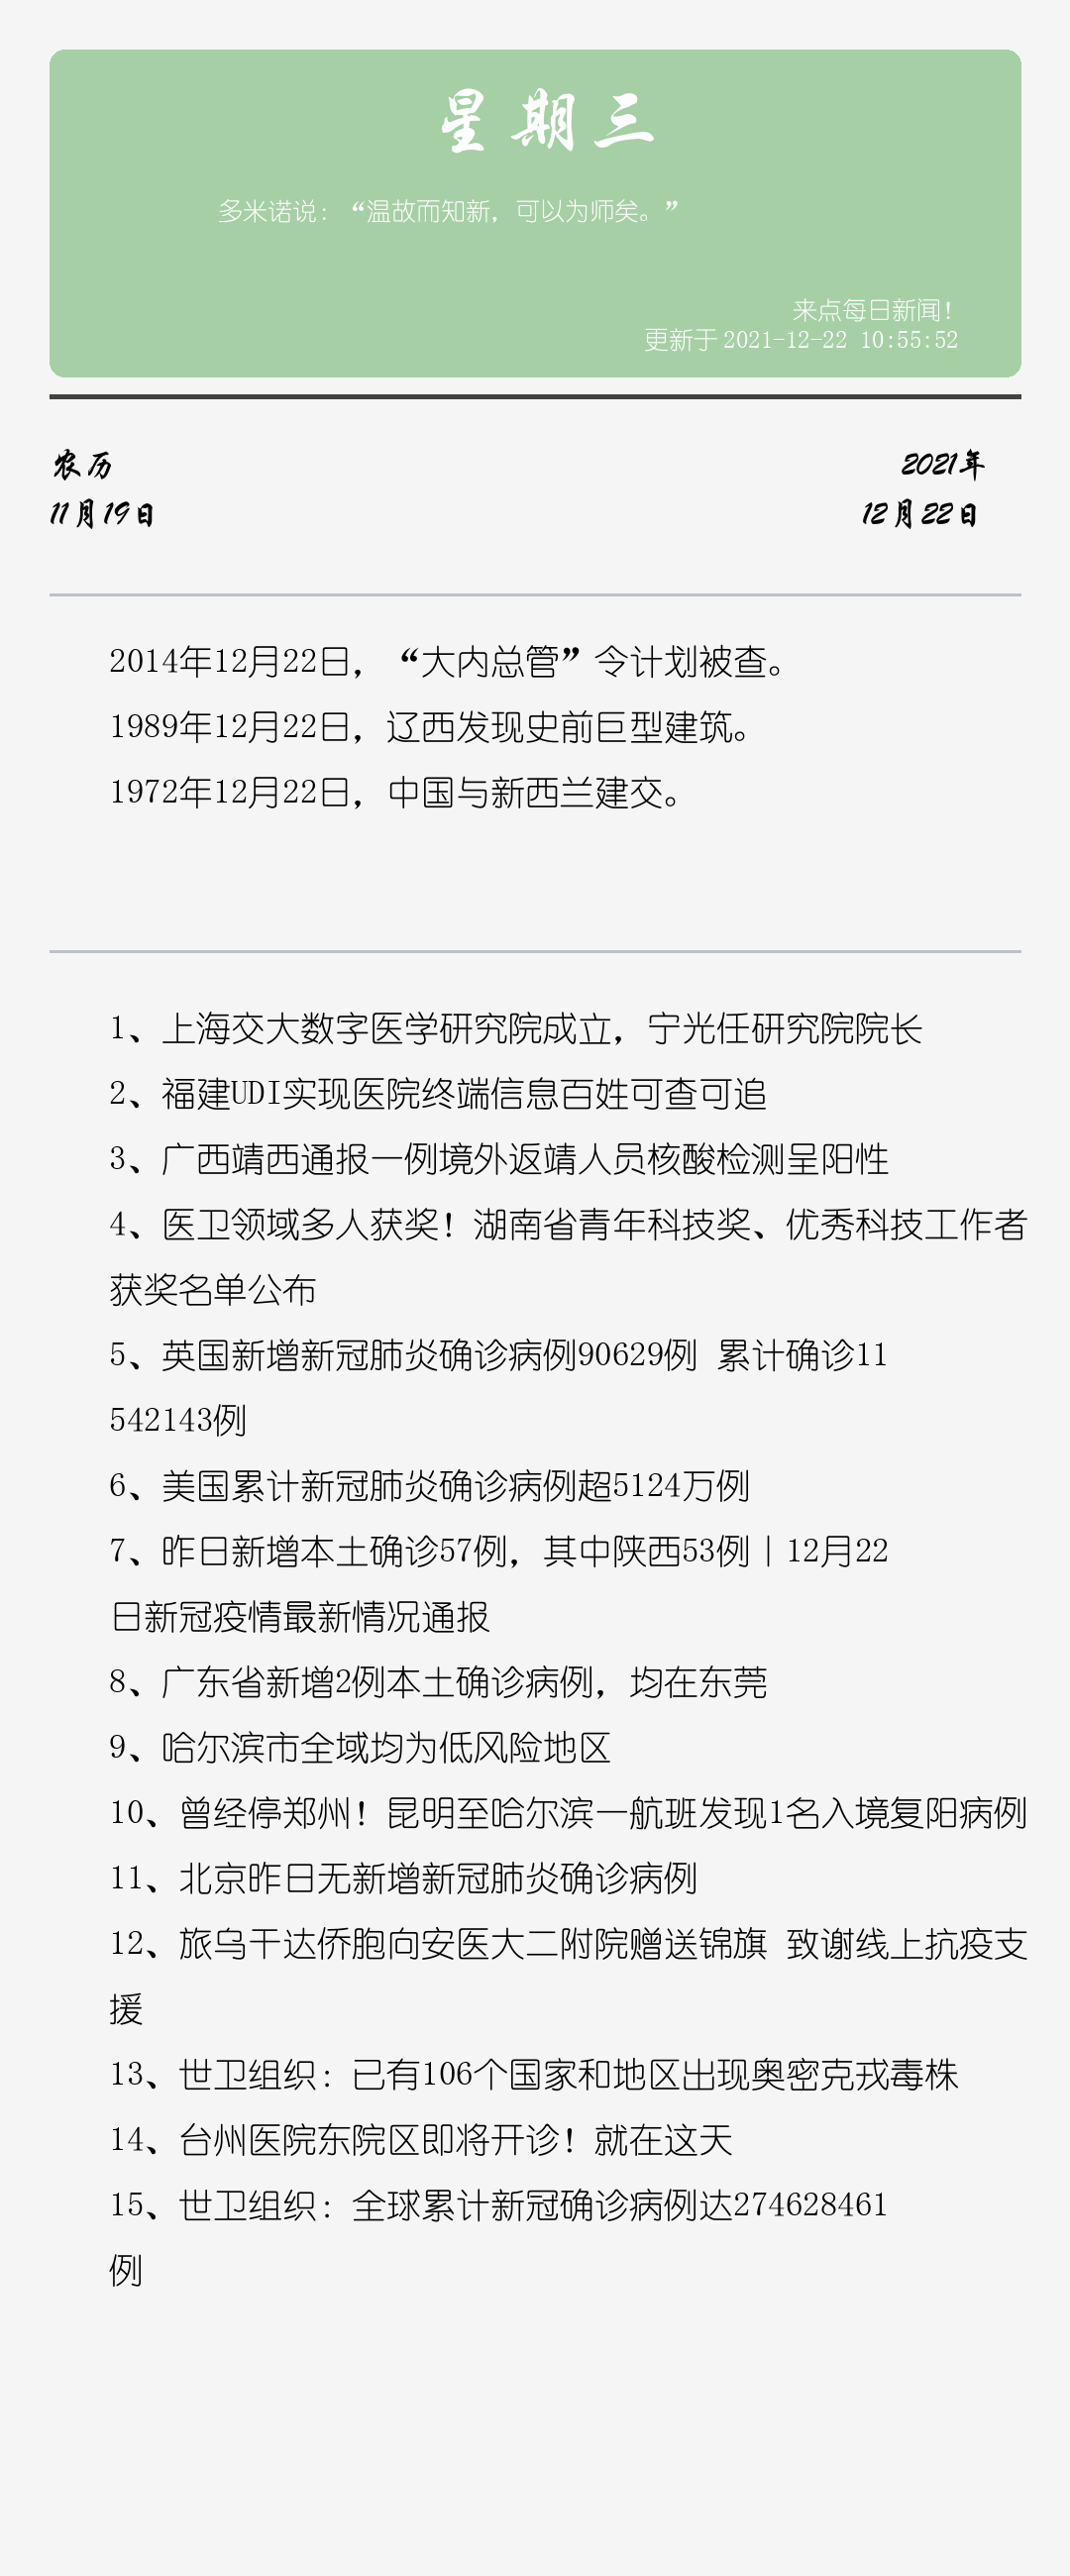 星期三
多米诺说：“温故而知新，可以为师矣。”
来点每日新闻！
更新于 2021-12-22 10:55:52
农历
2021年
11月19日
12月22日
2014年12月22日，“大内总管”令计划被查。
1989年12月22日，辽西发现史前巨型建筑。
1972年12月22日，中国与新西兰建交。
1、上海交大数字医学研究院成立，宁光任研究院院长
2、福建UDI实现医院终端信息百姓可查可追
3、广西靖西通报一例境外返靖人员核酸检测呈阳性
4、医卫领域多人获奖！湖南省青年科技奖、优秀科技工作者
获奖名单公布
5、英国新增新冠肺炎确诊病例90629例 累计确诊11
542143例
6、美国累计新冠肺炎确诊病例超5124万例
7、昨日新增本土确诊57例，其中陕西53例丨12月22
日新冠疫情最新情况通报
8、广东省新增2例本土确诊病例，均在东莞
9、哈尔滨市全域均为低风险地区
10、曾经停郑州！昆明至哈尔滨一航班发现1名入境复阳病例
11、北京昨日无新增新冠肺炎确诊病例
12、旅乌干达侨胞向安医大二附院赠送锦旗 致谢线上抗疫支
援
13、世卫组织：已有106个国家和地区出现奥密克戎毒株
14、台州医院东院区即将开诊！就在这天
15、世卫组织：全球累计新冠确诊病例达274628461
例